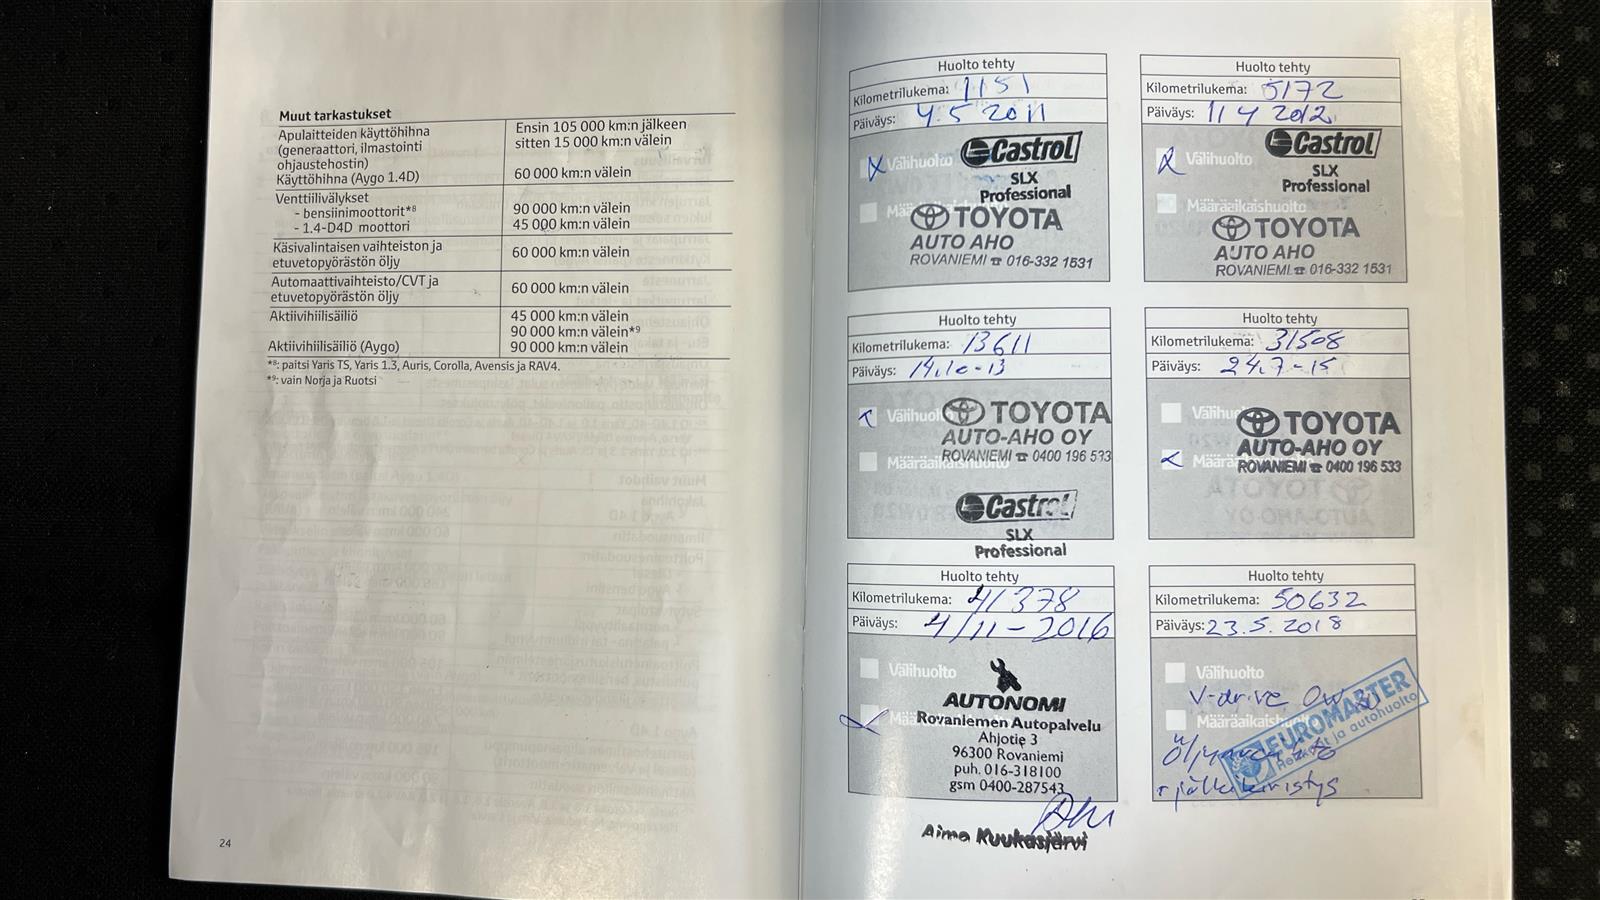 Muut tarkastukset
Apulaitteiden käyttöhihna
(generaattori, ilmastointi
ohjaustehostin)
Ensin 105 000 km:n jälkeen
sitten 15 000 km:n välein
Käyttöhihna (Aygo 1.4D)
60 000 km:n välein
Venttiilivälykset
- bensiinimoottorit*8
90 000 km:n välein
- 1.4-D4D moottori
45 000 km:n välein
Käsivalintaisen vaihteiston ja
etuvetopyörästön öljy
60 000 km:n välein
Automaattivaihteisto/CVT ja
etuvetopyörästön öljy
60 000 km:n välein
Aktiivihiilisäiliö
45 000 km:n välein
90 000 km:n välein*9
Aktiivihiilisäiliö (Aygo)
90 000 km:n välein
*8: paitsi Yaris TS, Yaris 1.3, Auris, Corolla, Avensis ja RAV4.
*9: vain Norja ja Ruotsi
24
Huolto tehty
Kilometrilukema: 1151
Päiväys: 4.5 2011
Välihuolto
Castrol
SLX
Professional
TOYOTA
AUTO AHO
ROVANIEMI ☎ 016-332 1531
Huolto tehty
Kilometrilukema: 5172
Päiväys: 11 4 2012
Välihuolto
Castrol
SLX
Professional
Määräaikaishuolto
TOYOTA
AUTO AHO
ROVANIEMI ☎ 016-332 1531
Huolto tehty
Kilometrilukema: 13611
Päiväys: 14.10-13
Välihuolto
TOYOTA
AUTO-AHO OY
ROVANIEMI ☎ 0400 196 533
Määräaikaishuolto
Castrol
SLX
Professional
Huolto tehty
Kilometrilukema: 31508
Päiväys: 24.7-15
TOYOTA
AUTO-AHO OY
ROVANIEMI ☎ 0400 196 533
Huolto tehty
Kilometrilukema: 41378
Päiväys: 4/11-2016
Välihuolto
AUTONOMI
Rovaniemen Autopalvelu
Ahjotie 3
96300 Rovaniemi
puh. 016-318100
gsm 0400-287543
Aimo Kuukasjärvi
Huolto tehty
Kilometrilukema: 50632
Päiväys: 23.5.2018
Välihuolto
V-drive 0W
Määräaikaishuolto
EUROMASTER
Renkaat ja autohuolto
+ jälkikiristys